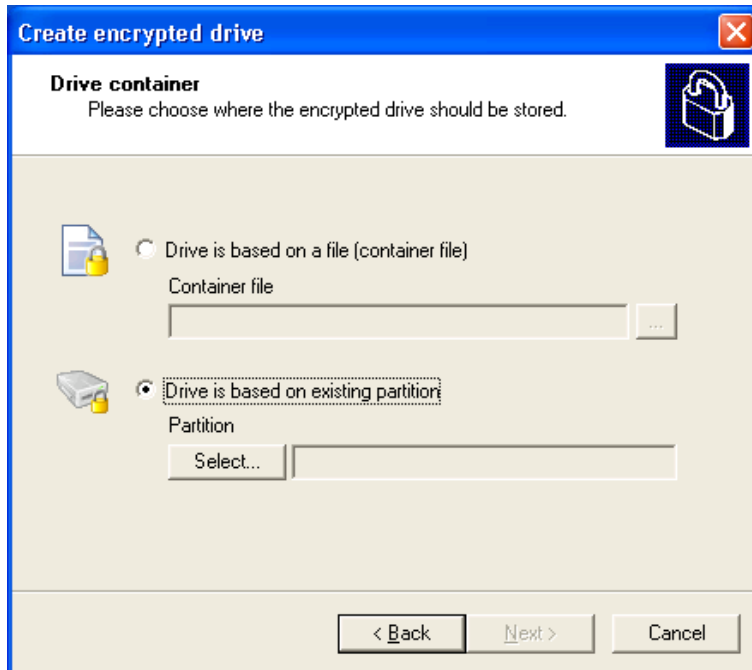 Create encrypted drive
Drive container
Please choose where the encrypted drive should be stored.
Drive is based on a file (container file)
Container file
...
Drive is based on existing partition
Partition
Select...
< Back
Next >
Cancel